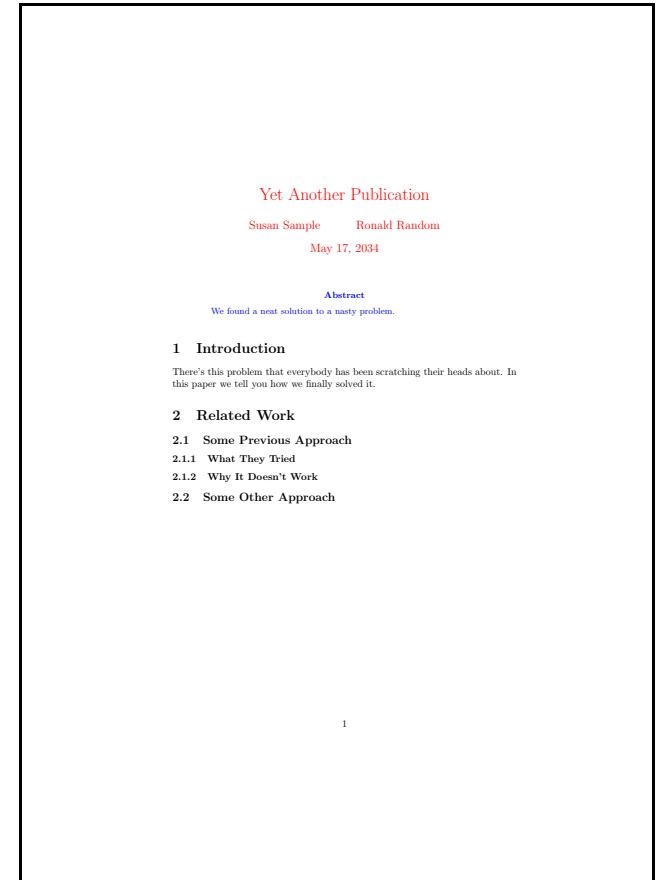 Yet Another Publication
Susan Sample Ronald Random
May 17, 2034
Abstract
We found a neat solution to a nasty problem.
1 Introduction
There's this problem that everybody has been scratching their heads about. In
this paper we tell you how we finally solved it.
2 Related Work
2.1 Some Previous Approach
2.1.1 What They Tried
2.1.2 Why It Doesn't Work
2.2 Some Other Approach
1